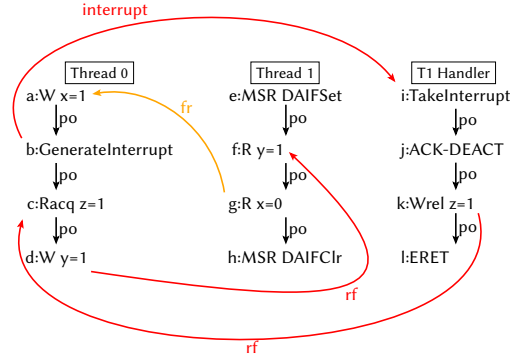 interrupt
Thread 0
Thread 1
T1 Handler
a:W x=1
e:MSR DAIFSet
i:TakeInterrupt
fr
po
po
po
b:GenerateInterrupt
f:R y=1
j:ACK-DEACT
po
po
po
c:Racq z=1
g:R x=0
k:Wrel z=1
po
po
po
d:W y=1
h:MSR DAIFClr
l:ERET
rf
rf